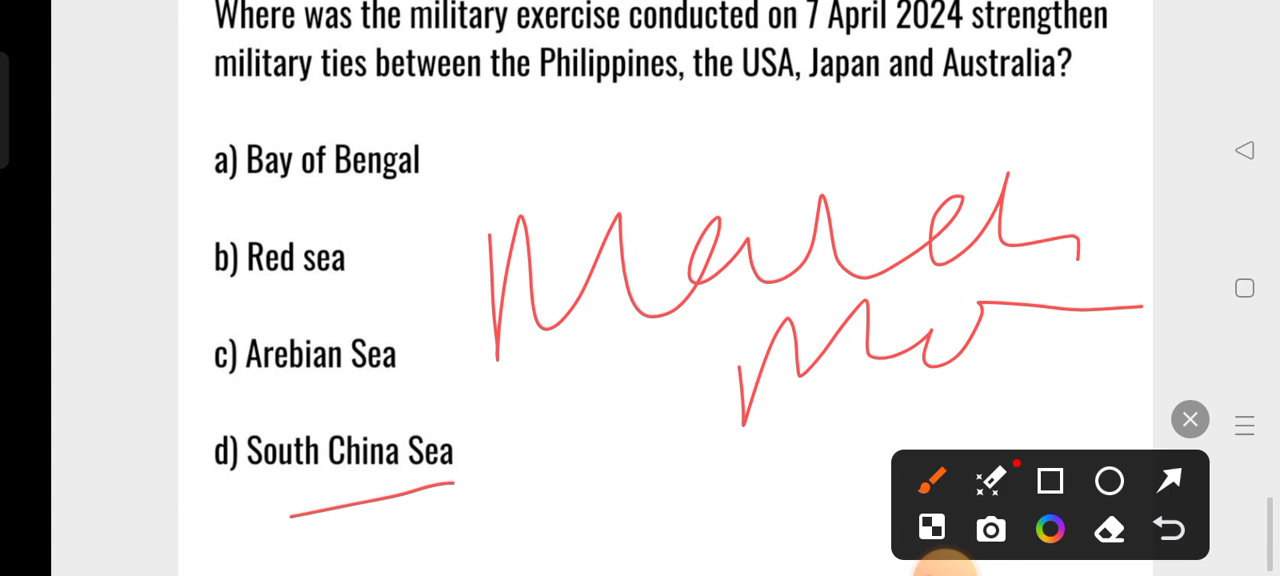 Where was the military exercise conducted on 7 April 2024 strengthen
military ties between the Philippines, the USA, Japan and Australia?
a) Bay of Bengal
b) Red sea
c) Arebian Sea
d) South China Sea
March